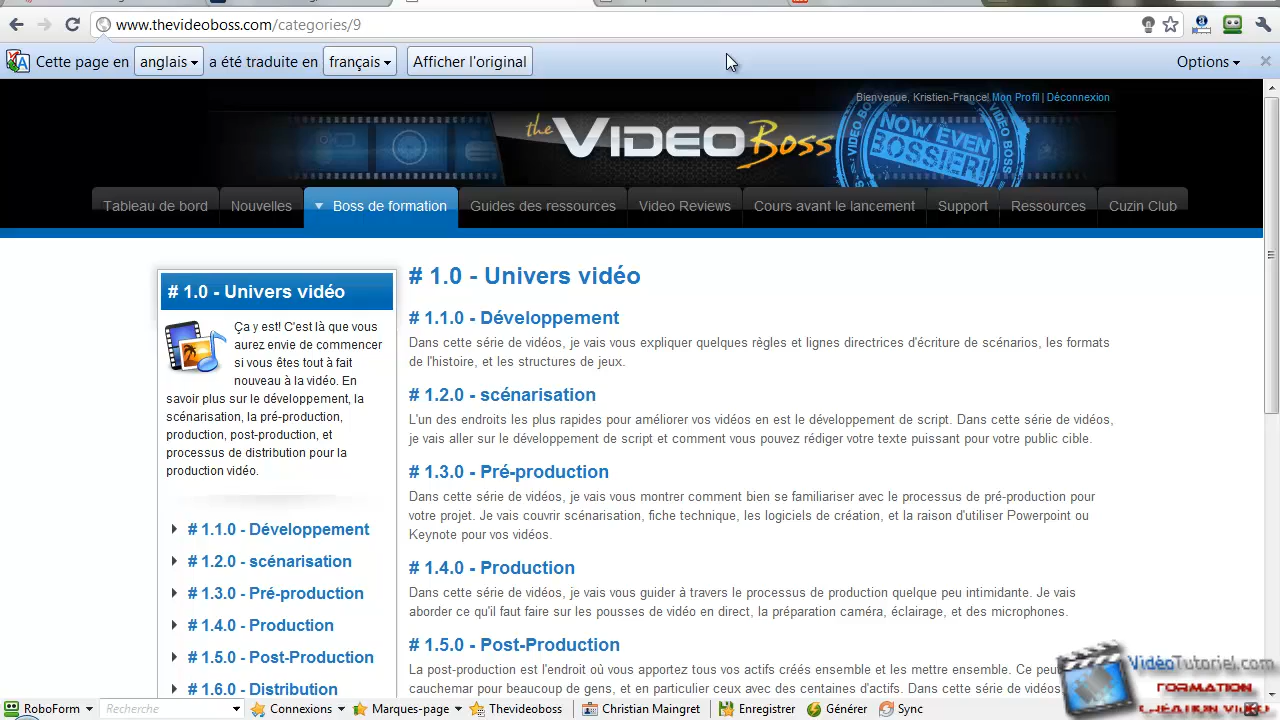 www.thevideoboss.com/categories/9
Cette page en anglais a été traduite en français Afficher l'original Options
Bienvenue, Kristien-France! Mon Profil | Déconnexion
the VIDEO Boss
VIDEO BOSS
NOW EVEN
BOSSIER!
Tableau de bord Nouvelles Boss de formation Guides des ressources Video Reviews Cours avant le lancement Support Ressources Cuzin Club
# 1.0 - Univers vidéo
Ça y est! C'est là que vous
aurez envie de commencer
si vous êtes tout à fait
nouveau à la vidéo. En
savoir plus sur le développement, la
scénarisation, la pré-production,
production, post-production, et
processus de distribution pour la
production vidéo.
# 1.1.0 - Développement
# 1.2.0 - scénarisation
# 1.3.0 - Pré-production
# 1.4.0 - Production
# 1.5.0 - Post-Production
# 1.6.0 - Distribution
# 1.0 - Univers vidéo
# 1.1.0 - Développement
Dans cette série de vidéos, je vais vous expliquer quelques règles et lignes directrices d'écriture de scénarios, les formats
de l'histoire, et les structures de jeux.
# 1.2.0 - scénarisation
L'un des endroits les plus rapides pour améliorer vos vidéos en est le développement de script. Dans cette série de vidéos,
je vais aller sur le développement de script et comment vous pouvez rédiger votre texte puissant pour votre public cible.
# 1.3.0 - Pré-production
Dans cette série de vidéos, je vais vous montrer comment bien se familiariser avec le processus de pré-production pour
votre projet. Je vais couvrir scénarisation, fiche technique, les logiciels de création, et la raison d'utiliser Powerpoint ou
Keynote pour vos vidéos.
# 1.4.0 - Production
Dans cette série de vidéos, je vais vous guider à travers le processus de production quelque peu intimidante. Je vais
aborder ce qu'il faut faire sur les pousses de vidéo en direct, la préparation caméra, éclairage, et des microphones.
# 1.5.0 - Post-Production
La post-production est l'endroit où vous apportez tous vos actifs créés ensemble et les mettre ensemble. Ce
cauchemar pour beaucoup de gens, et en particulier ceux avec des centaines d'actifs. Dans cette série de vidéos,
VidéoTutoriel.com
FORMATION
CRÉATION VIDÉO
RoboForm Recherche Connexions Marques-page Thevideoboss Christian Maingret Enregistrer Générer Sync